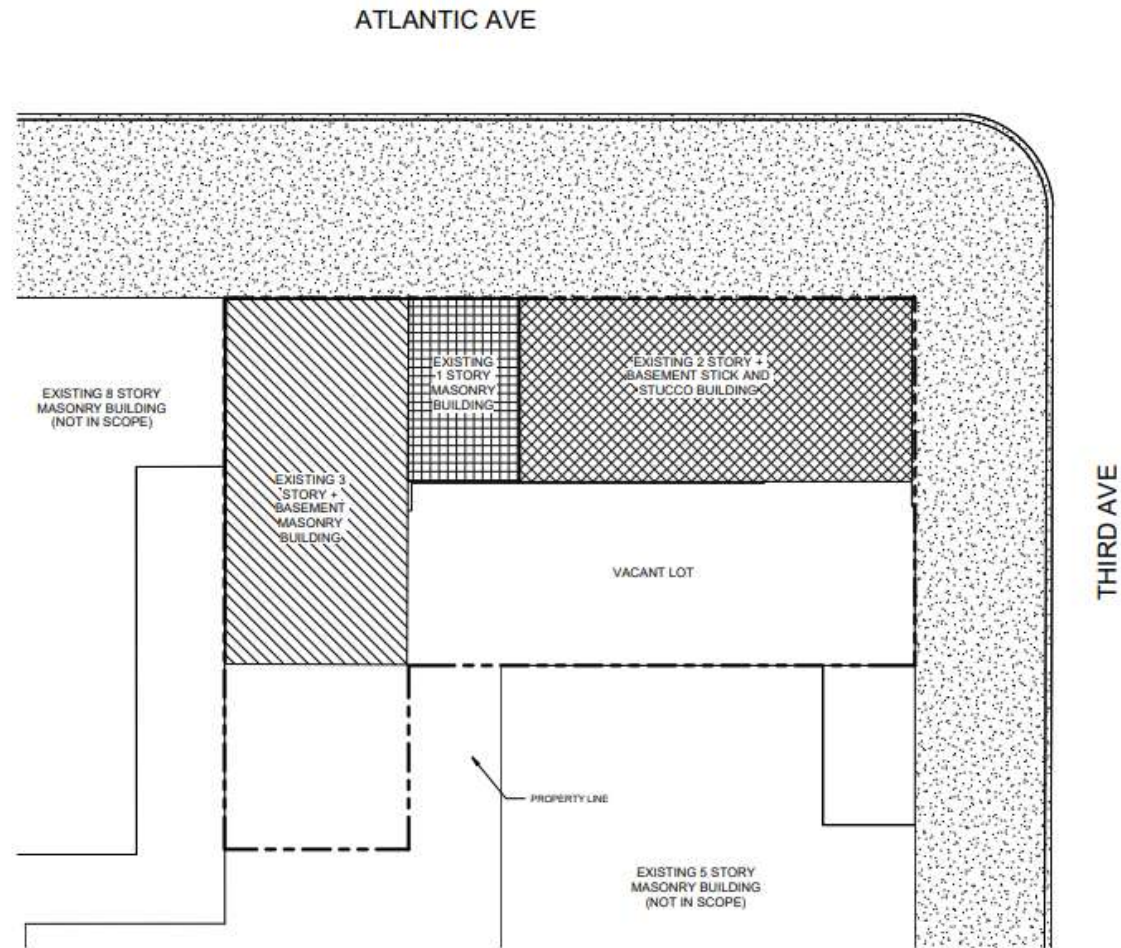 ATLANTIC AVE
EXISTING 8 STORY
MASONRY BUILDING
(NOT IN SCOPE)
EXISTING
1 STORY
MASONRY
BUILDING
EXISTING 2 STORY +
BASEMENT STICK AND
STUCCO BUILDING
EXISTING 3
STORY +
BASEMENT
MASONRY
BUILDING
THIRD AVE
VACANT LOT
PROPERTY LINE
EXISTING 5 STORY
MASONRY BUILDING
(NOT IN SCOPE)